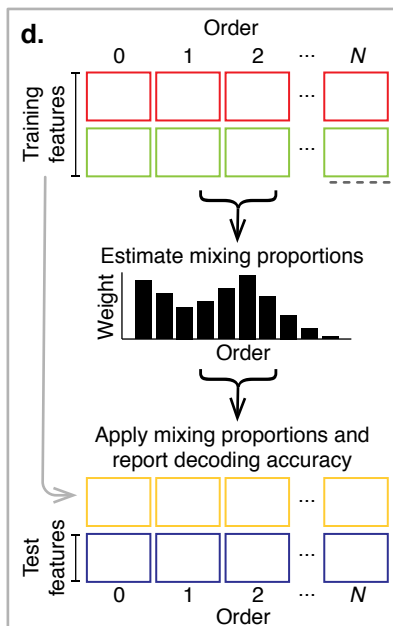 d.
Order
0 1 2 ... N
Training
features
...
...
Estimate mixing proportions
Weight
Order
Apply mixing proportions and
report decoding accuracy
...
Test
features
...
0 1 2 ... N
Order